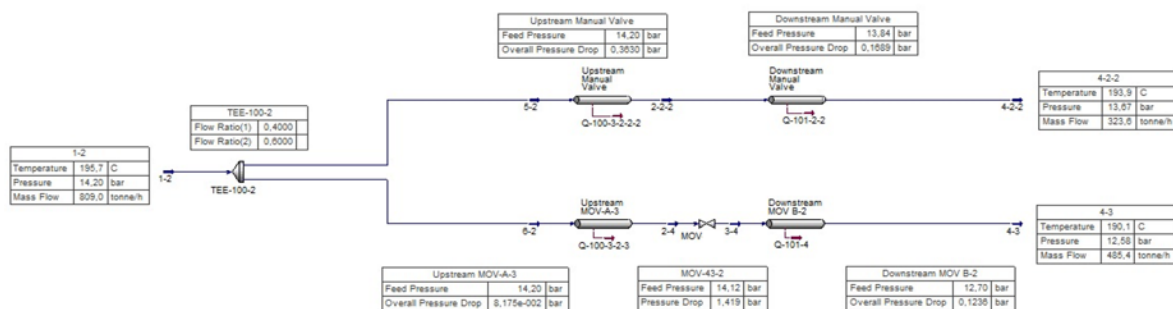 Upstream Manual Valve
Feed Pressure 14,20 bar
Overall Pressure Drop 0,3630 bar
Downstream Manual Valve
Feed Pressure 13,84 bar
Overall Pressure Drop 0,1689 bar
Upstream
Manual
Valve
Downstream
Manual
Valve
5-2
2-2-2
4-2-2
Q-100-3-2-2-2
Q-101-2-2
4-2-2
Temperature 193,9 C
Pressure 13,67 bar
Mass Flow 323,6 tonne/h
TEE-100-2
Flow Ratio(1) 0,4000
Flow Ratio(2) 0,6000
1-2
Temperature 195,7 C
Pressure 14,20 bar
Mass Flow 809,0 tonne/h
1-2
TEE-100-2
Upstream
MOV-A-3
Downstream
MOV B-2
6-2
2-4
MOV
3-4
4-3
Q-100-3-2-3
Q-101-4
4-3
Temperature 190,1 C
Pressure 12,58 bar
Mass Flow 485,4 tonne/h
Upstream MOV-A-3
Feed Pressure 14,20 bar
Overall Pressure Drop 8,175e-002 bar
MOV-43-2
Feed Pressure 14,12 bar
Pressure Drop 1,419 bar
Downstream MOV B-2
Feed Pressure 12,70 bar
Overall Pressure Drop 0,1236 bar